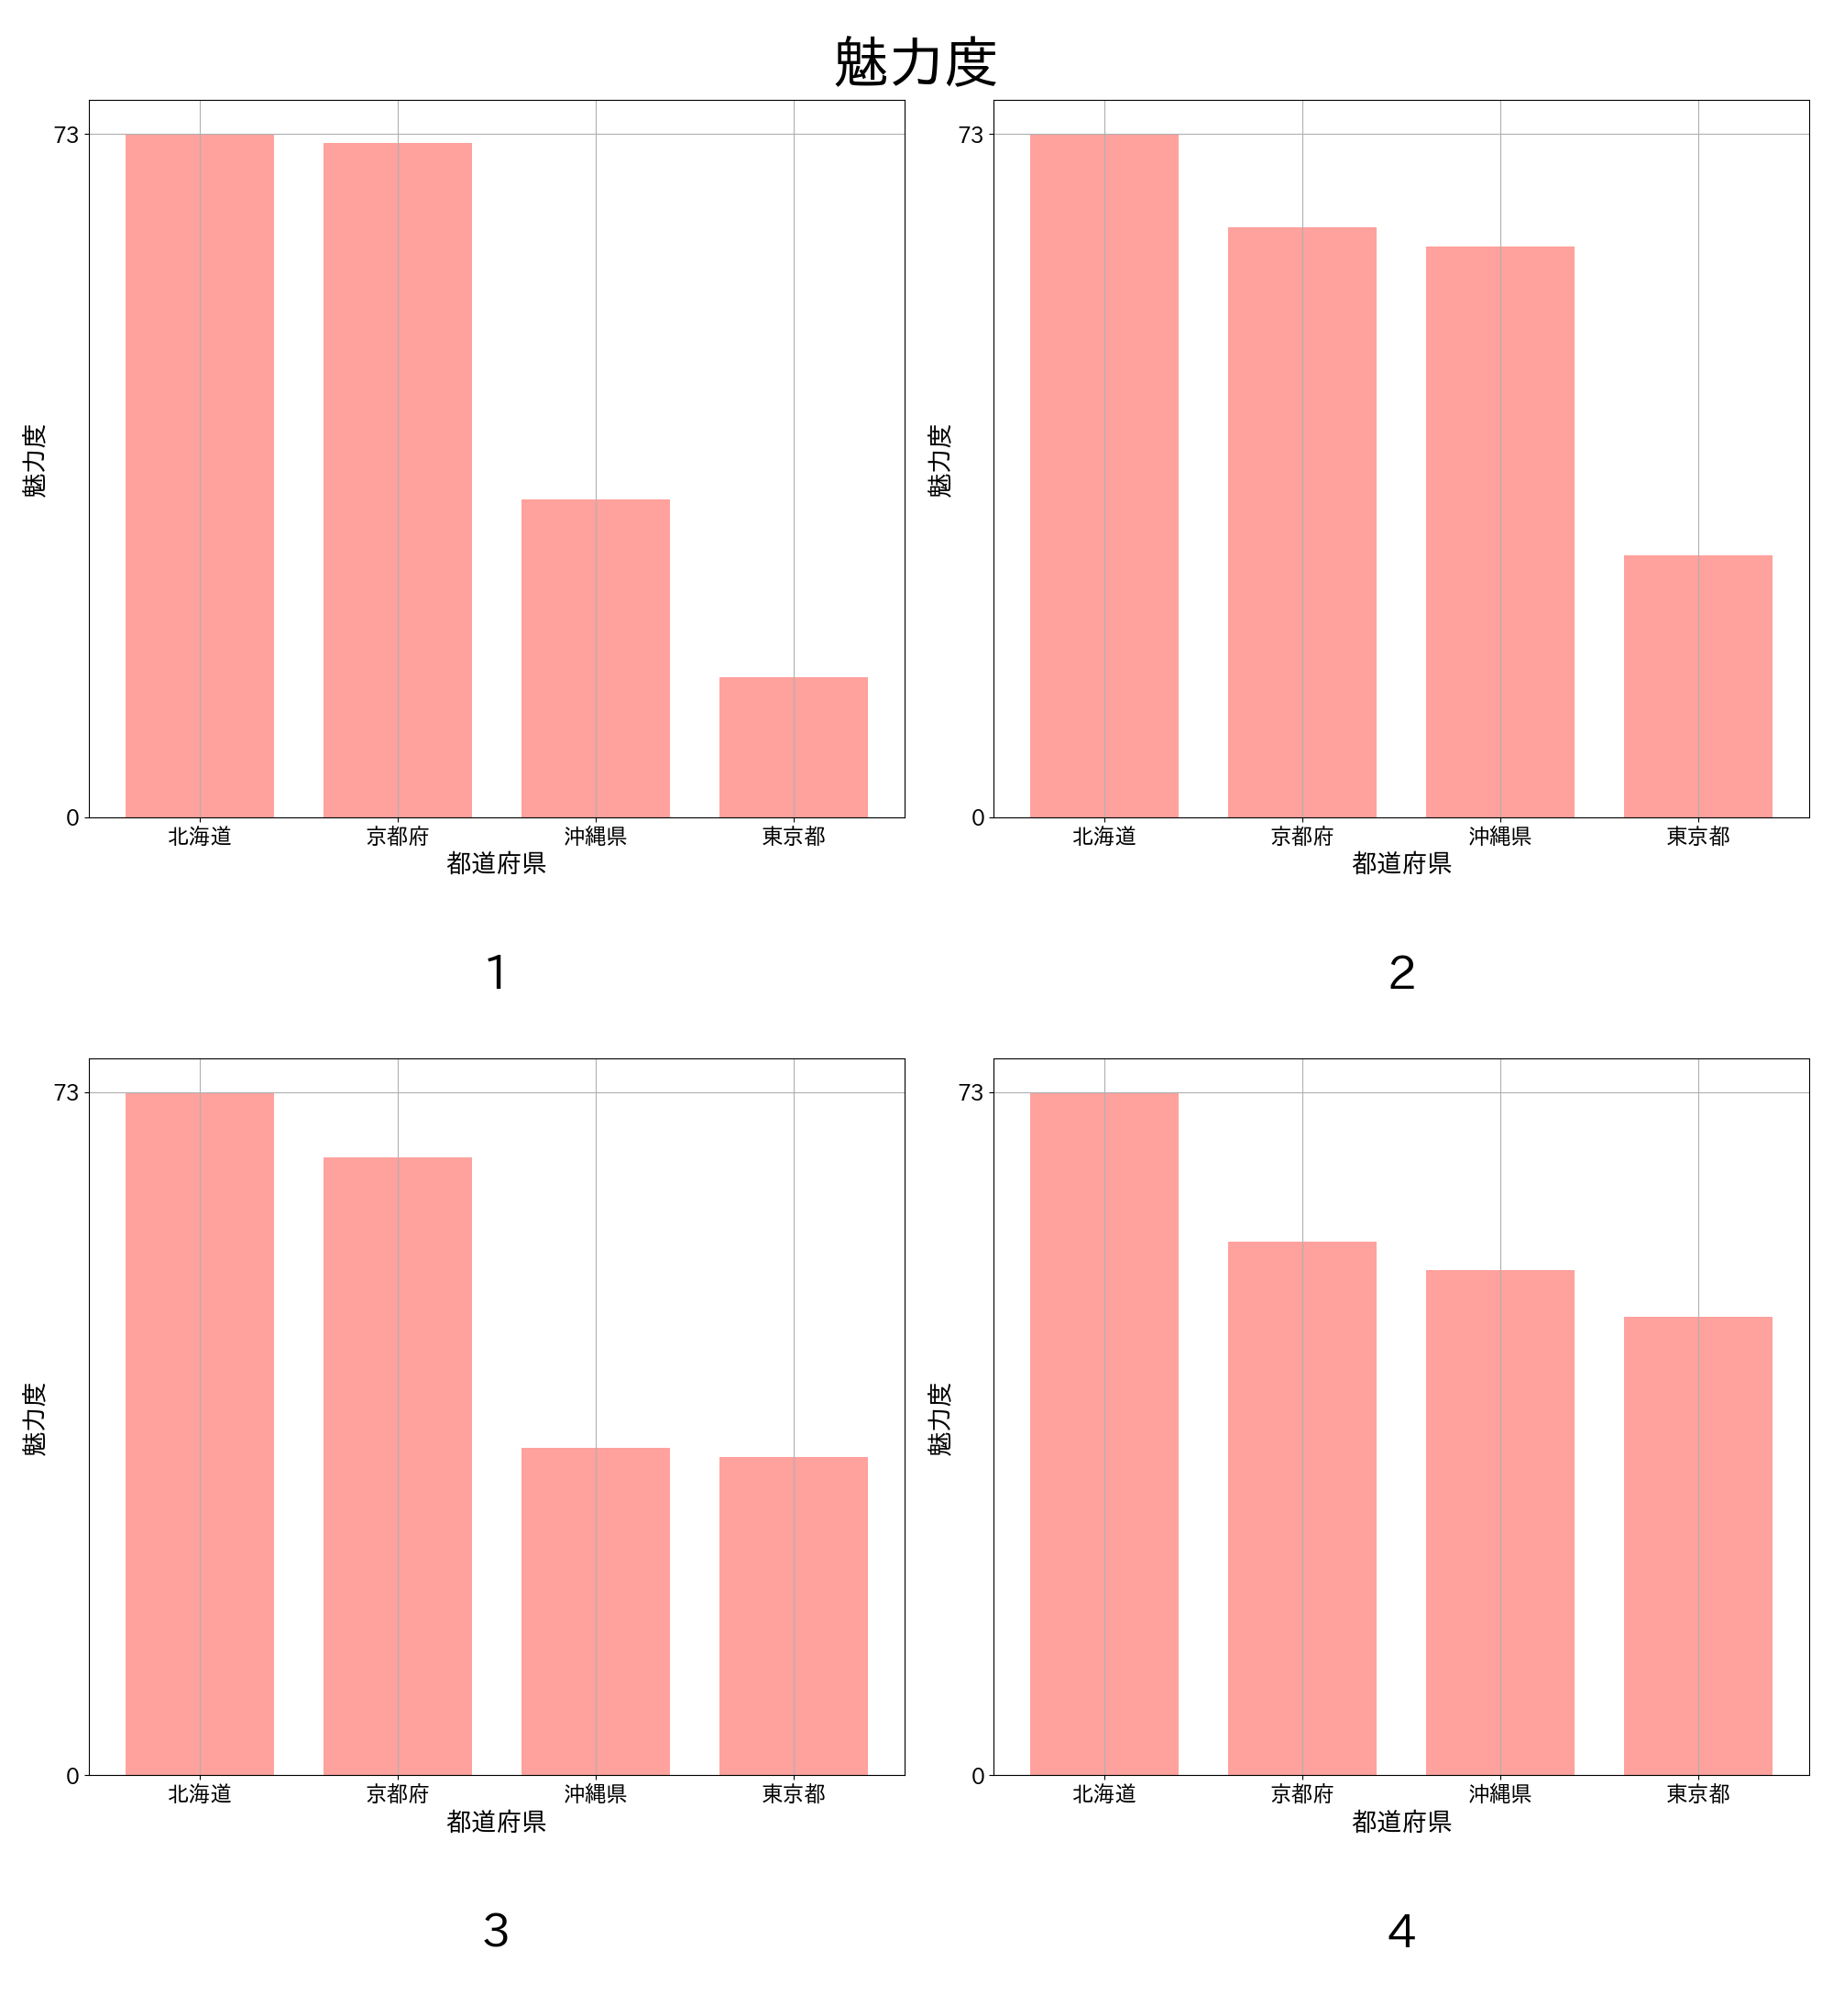 魅力度
73
0
魅力度
北海道 京都府 沖縄県 東京都
都道府県
1
73
0
魅力度
北海道 京都府 沖縄県 東京都
都道府県
2
73
0
魅力度
北海道 京都府 沖縄県 東京都
都道府県
3
73
0
魅力度
北海道 京都府 沖縄県 東京都
都道府県
4